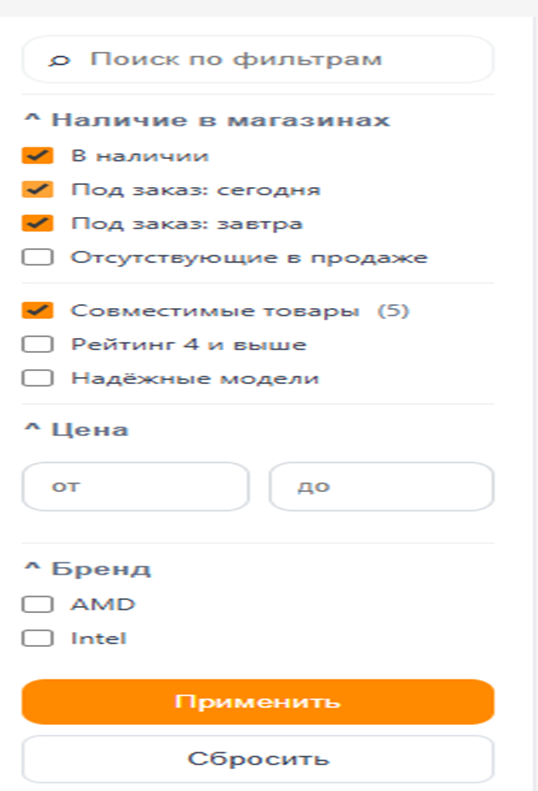 Поиск по фильтрам
^ Наличие в магазинах
В наличии
Под заказ: сегодня
Под заказ: завтра
Отсутствующие в продаже
Совместимые товары (5)
Рейтинг 4 и выше
Надёжные модели
^ Цена
от до
^ Бренд
AMD
Intel
Применить
Сбросить